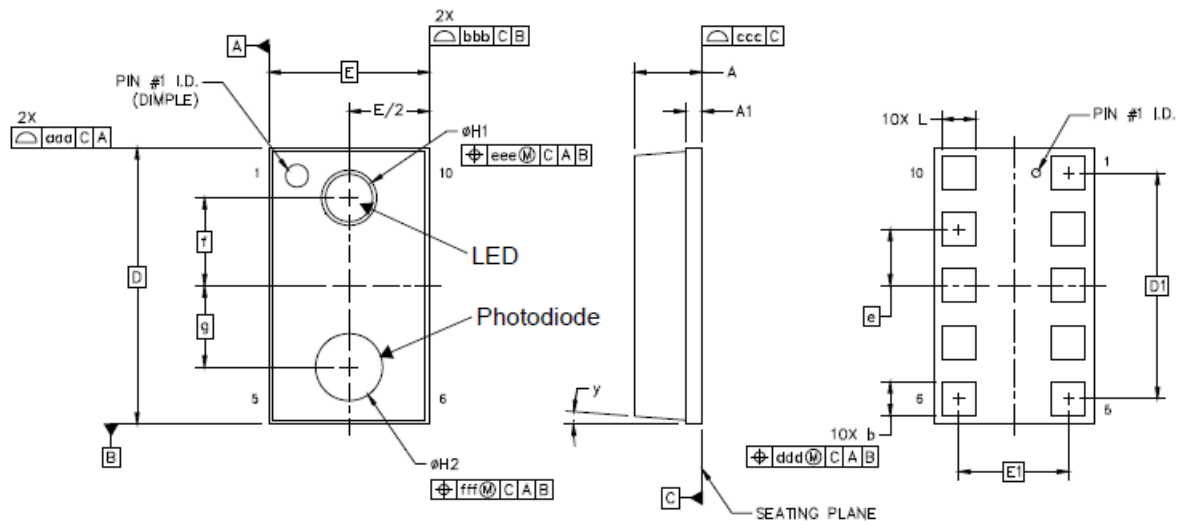 2X
⌓ bbb C B
A
E
PIN #1 I.D.
(DIMPLE)
E/2
2X
⌓ aaa C A
øH1
⌖ eee Ⓜ C A B
1
10
LED
f
D
g
Photodiode
5
6
B
øH2
⌖ fff Ⓜ C A B
⌓ ccc C
A
A1
y
C
SEATING PLANE
10X L
PIN #1 I.D.
10
1
D1
e
6
5
10X b
⌖ ddd Ⓜ C A B
E1